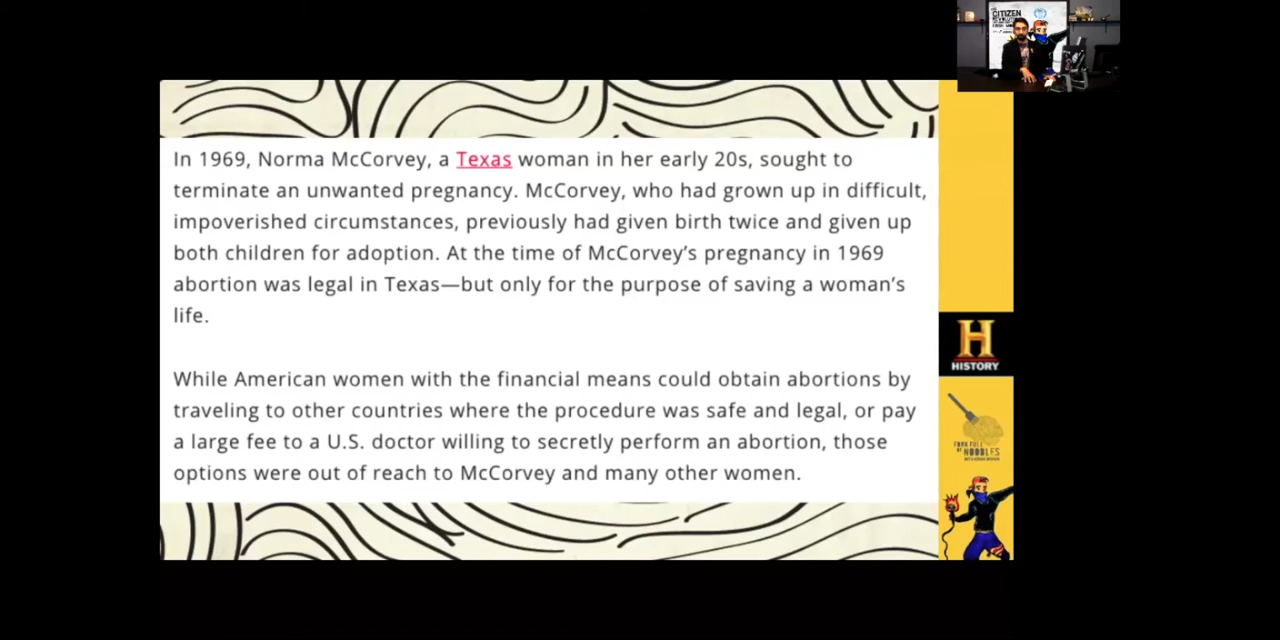 CITIZEN
In 1969, Norma McCorvey, a Texas woman in her early 20s, sought to
terminate an unwanted pregnancy. McCorvey, who had grown up in difficult,
impoverished circumstances, previously had given birth twice and given up
both children for adoption. At the time of McCorvey’s pregnancy in 1969
abortion was legal in Texas—but only for the purpose of saving a woman’s
life.
While American women with the financial means could obtain abortions by
traveling to other countries where the procedure was safe and legal, or pay
a large fee to a U.S. doctor willing to secretly perform an abortion, those
options were out of reach to McCorvey and many other women.
H
HISTORY
FORK FULL
OF NOODLES